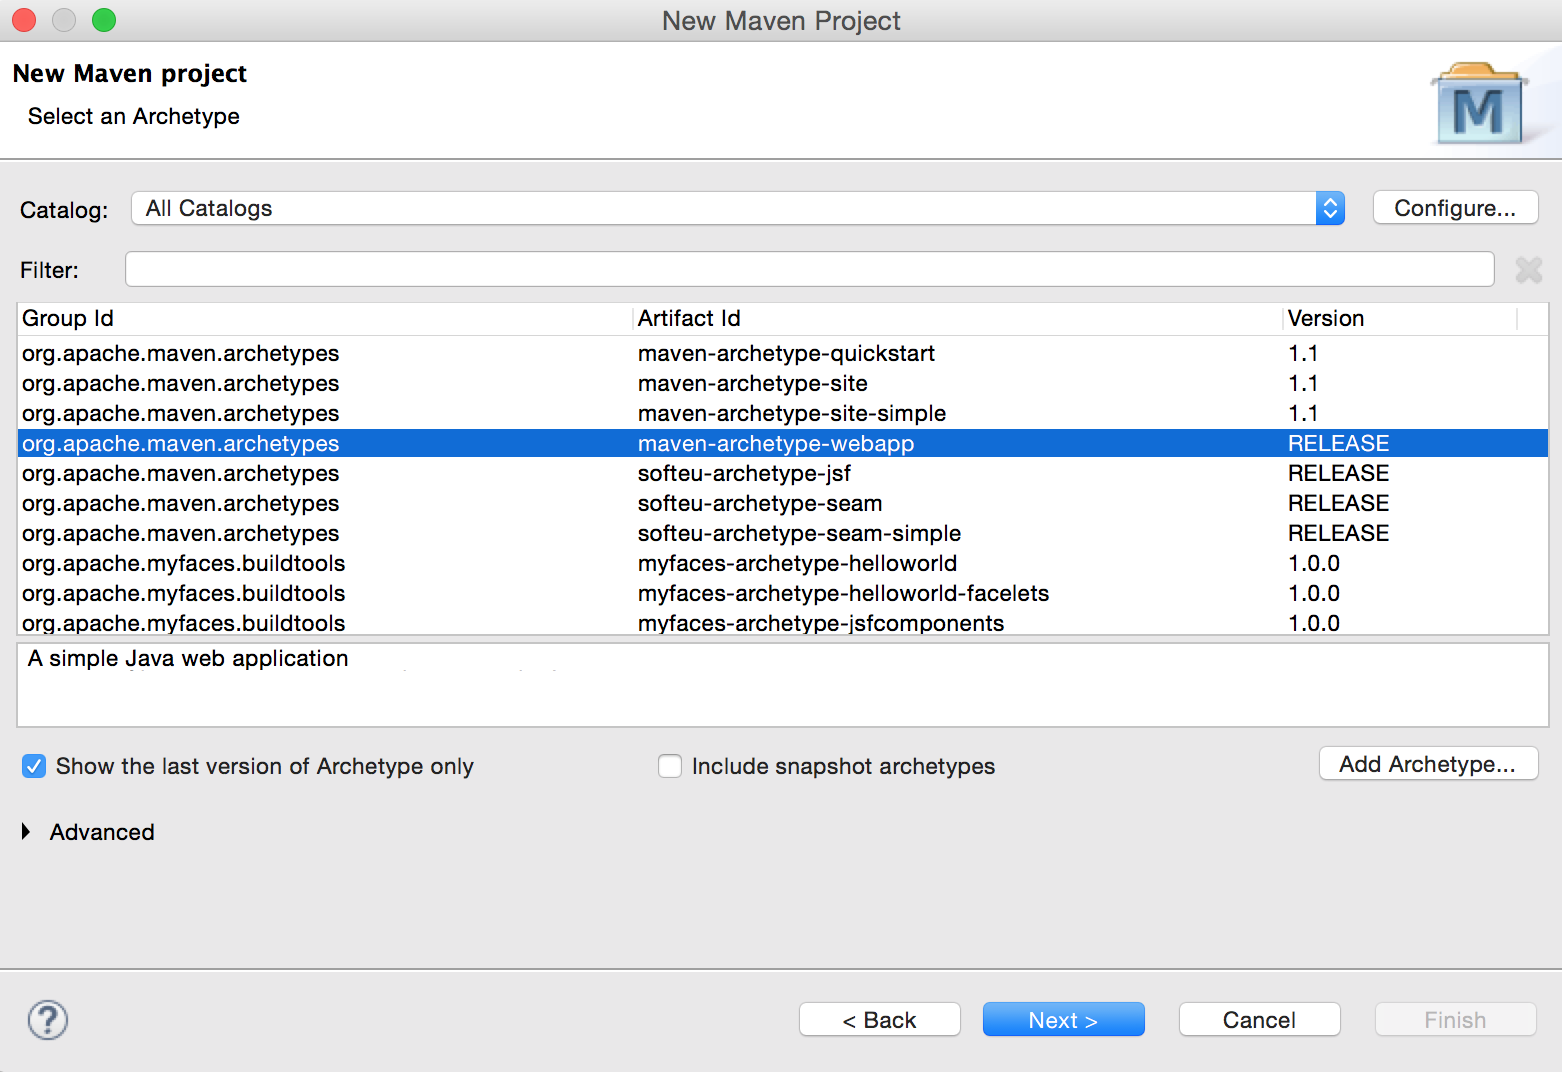 New Maven Project
New Maven project
Select an Archetype
M
Catalog: All Catalogs Configure...
Filter:
Group Id Artifact Id Version
org.apache.maven.archetypes maven-archetype-quickstart 1.1
org.apache.maven.archetypes maven-archetype-site 1.1
org.apache.maven.archetypes maven-archetype-site-simple 1.1
org.apache.maven.archetypes maven-archetype-webapp RELEASE
org.apache.maven.archetypes softeu-archetype-jsf RELEASE
org.apache.maven.archetypes softeu-archetype-seam RELEASE
org.apache.maven.archetypes softeu-archetype-seam-simple RELEASE
org.apache.myfaces.buildtools myfaces-archetype-helloworld 1.0.0
org.apache.myfaces.buildtools myfaces-archetype-helloworld-facelets 1.0.0
org.apache.myfaces.buildtools myfaces-archetype-jsfcomponents 1.0.0
A simple Java web application
Show the last version of Archetype only Include snapshot archetypes Add Archetype...
Advanced
? < Back Next > Cancel Finish